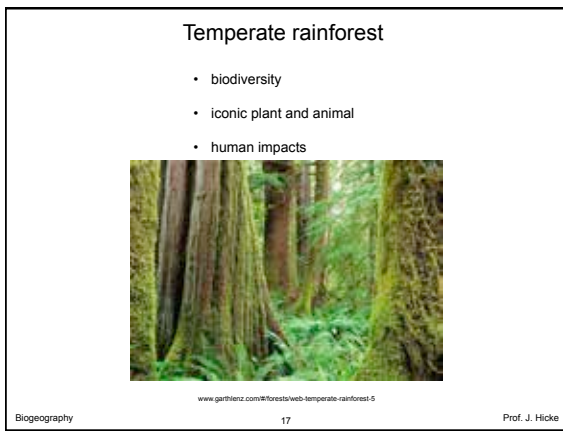 Temperate rainforest
• biodiversity
• iconic plant and animal
• human impacts
www.garthlenz.com/#/forests/web-temperate-rainforest-5
Biogeography
17
Prof. J. Hicke